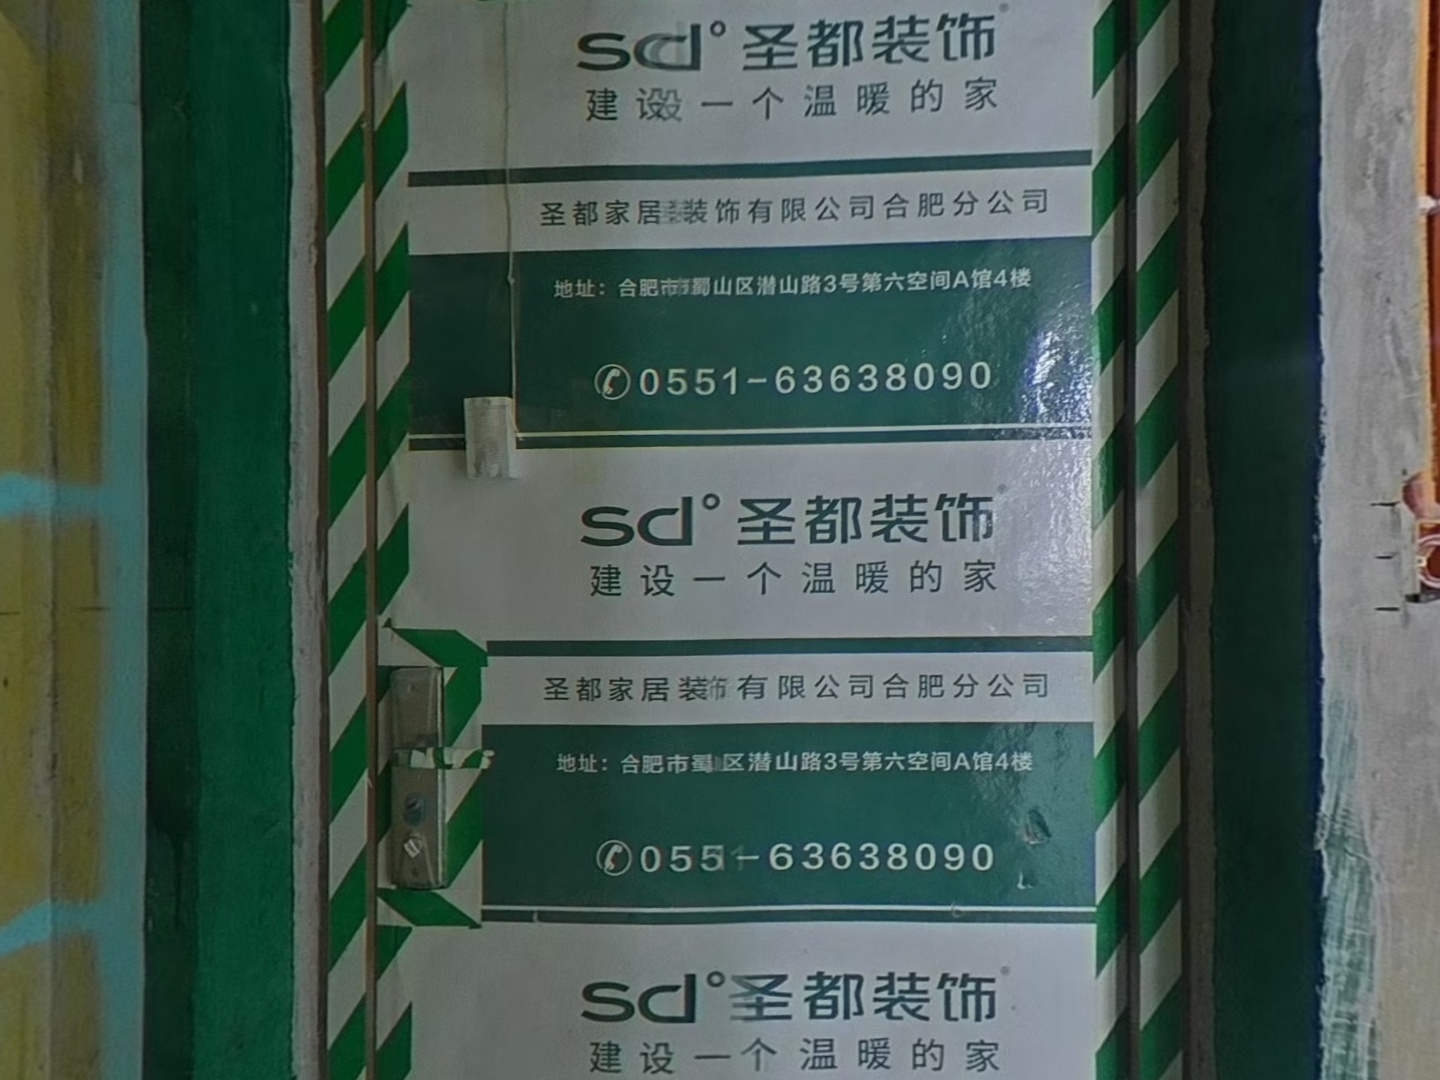 sd°圣都装饰®
建设一个温暖的家
圣都家居装饰有限公司合肥分公司
地址：合肥市蜀山区潜山路3号第六空间A馆4楼
0551-63638090
sd°圣都装饰®
建设一个温暖的家
圣都家居装饰有限公司合肥分公司
地址：合肥市蜀区潜山路3号第六空间A馆4楼
0551-63638090
sd°圣都装饰®
建设一个温暖的家